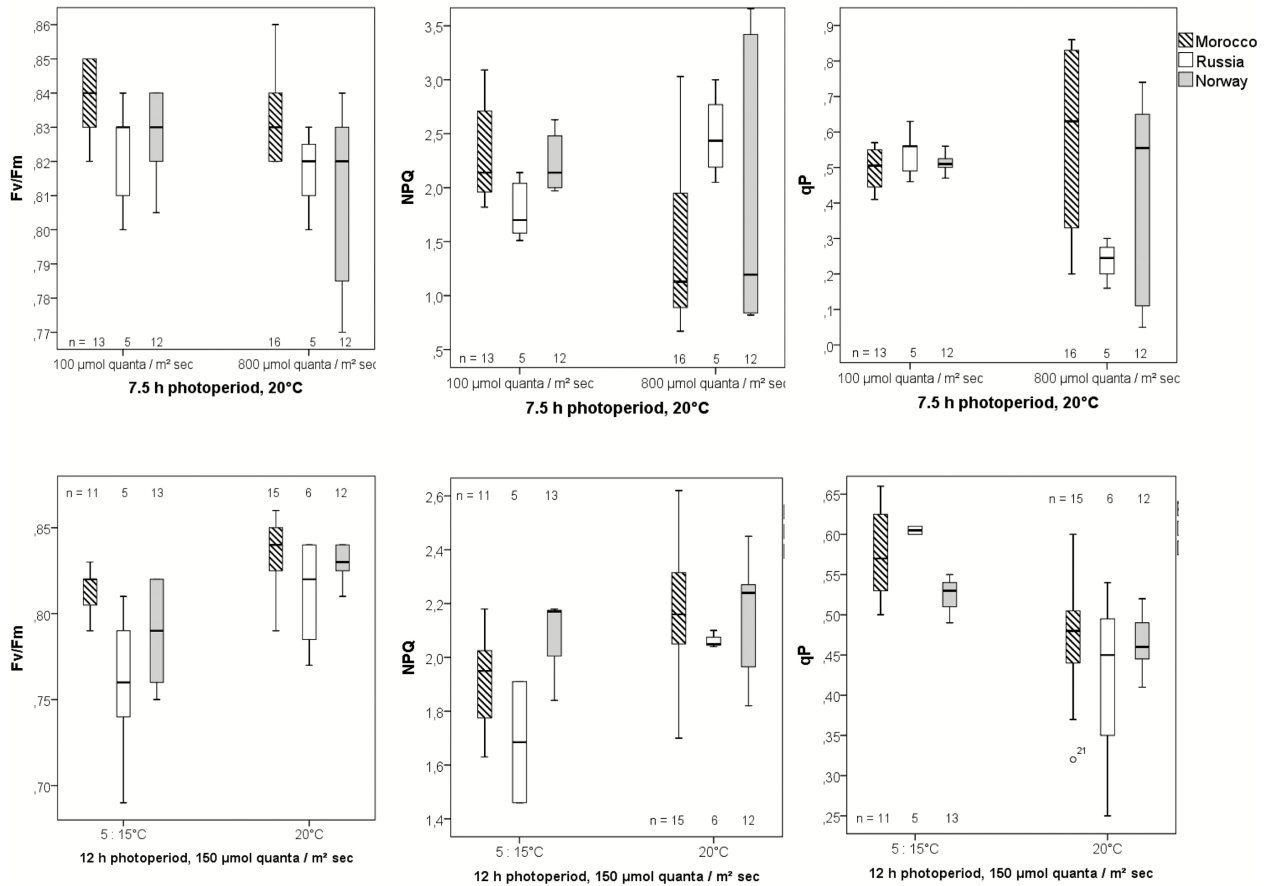 Fv/Fm
,86
,85
,84
,83
,82
,81
,80
,79
,78
,77
n = 13 5 12 16 5 12
100 µmol quanta / m² sec 800 µmol quanta / m² sec
7.5 h photoperiod, 20°C
NPQ
3,5
3,0
2,5
2,0
1,5
1,0
,5
n = 13 5 12 16 5 12
100 µmol quanta / m² sec 800 µmol quanta / m² sec
7.5 h photoperiod, 20°C
qP
,9
,8
,7
,6
,5
,4
,3
,2
,1
,0
n = 13 5 12 16 5 12
100 µmol quanta / m² sec 800 µmol quanta / m² sec
7.5 h photoperiod, 20°C
Morocco
Russia
Norway
Fv/Fm
n = 11 5 13 15 6 12
,85
,80
,75
,70
5 : 15°C 20°C
12 h photoperiod, 150 µmol quanta / m² sec
NPQ
2,6
n = 11 5 13
2,4
2,2
2,0
1,8
1,6
1,4
n = 15 6 12
5 : 15°C 20°C
12 h photoperiod, 150 µmol quanta / m² sec
qP
,65
n = 15 6 12
,60
,55
,50
,45
,40
,35
21
,30
,25
n = 11 5 13
5 : 15°C 20°C
12 h photoperiod, 150 µmol quanta / m² sec